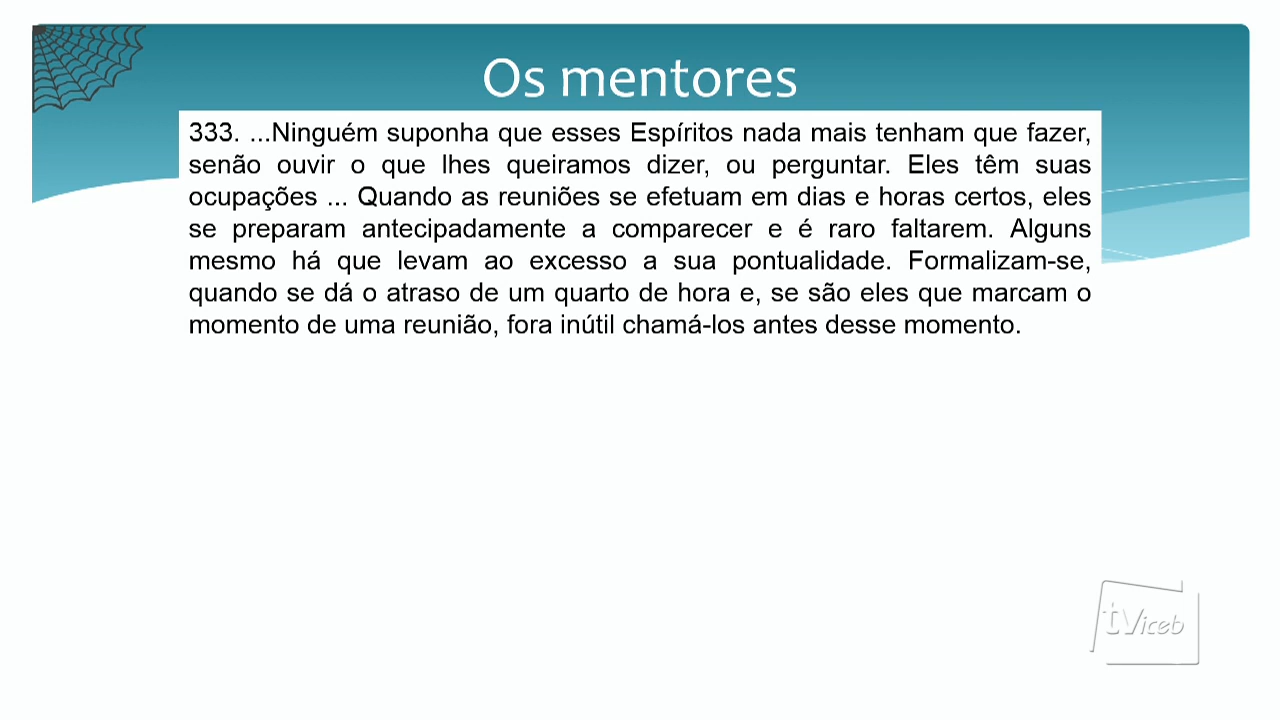 Os mentores
333. ...Ninguém suponha que esses Espíritos nada mais tenham que fazer,
senão ouvir o que lhes queiramos dizer, ou perguntar. Eles têm suas
ocupações ... Quando as reuniões se efetuam em dias e horas certos, eles
se preparam antecipadamente a comparecer e é raro faltarem. Alguns
mesmo há que levam ao excesso a sua pontualidade. Formalizam-se,
quando se dá o atraso de um quarto de hora e, se são eles que marcam o
momento de uma reunião, fora inútil chamá-los antes desse momento.
tViceb